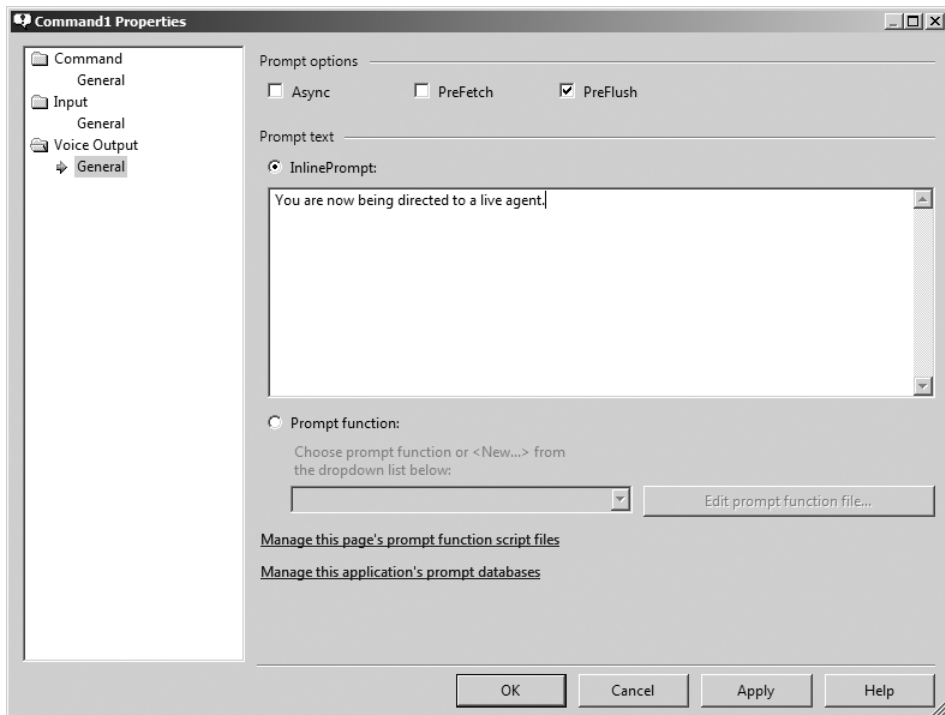 Command1 Properties
Command
General
Input
General
Voice Output
General
Prompt options
Async PreFetch PreFlush
Prompt text
InlinePrompt:
You are now being directed to a live agent.
Prompt function:
Choose prompt function or <New...> from
the dropdown list below:
Edit prompt function file...
Manage this page's prompt function script files
Manage this application's prompt databases
OK Cancel Apply Help